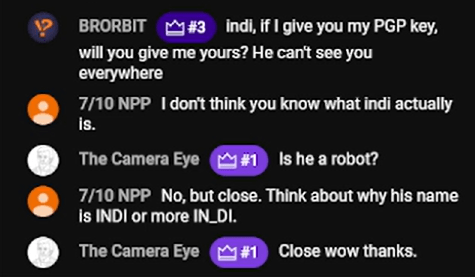 BRORBIT #3 indi, if I give you my PGP key,
will you give me yours? He can't see you
everywhere
7/10 NPP I don't think you know what indi actually
is.
The Camera Eye #1 Is he a robot?
7/10 NPP No, but close. Think about why his name
is INDI or more IN_DI.
The Camera Eye #1 Close wow thanks.